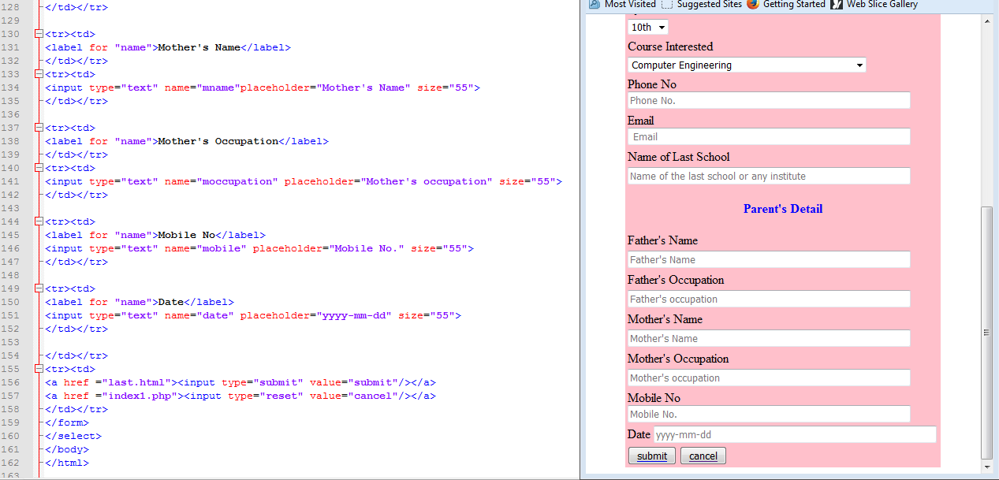 128 </td></tr>
129
130 <tr><td>
131 <label for "name">Mother's Name</label>
132 </td></tr>
133 <tr><td>
134 <input type="text" name="mname"placeholder="Mother's Name" size="55">
135 </td></tr>
136
137 <tr><td>
138 <label for "name">Mother's Occupation</label>
139 </td></tr>
140 <tr><td>
141 <input type="text" name="moccupation" placeholder="Mother's occupation" size="55">
142 </td></tr>
143
144 <tr><td>
145 <label for "name">Mobile No</label>
146 <input type="text" name="mobile" placeholder="Mobile No." size="55">
147 </td></tr>
148
149 <tr><td>
150 <label for "name">Date</label>
151 <input type="text" name="date" placeholder="yyyy-mm-dd" size="55">
152 </td></tr>
153
154 </td></tr>
155 <tr><td>
156 <a href ="last.html"><input type="submit" value="submit"/></a>
157 <a href ="index1.php"><input type="reset" value="cancel"/></a>
158 </td></tr>
159 </form>
160 </select>
161 </body>
162 </html>
163
Most Visited Suggested Sites Getting Started Web Slice Gallery
10th
Course Interested
Computer Engineering
Phone No
Phone No.
Email
Email
Name of Last School
Name of the last school or any institute
Parent's Detail
Father's Name
Father's Name
Father's Occupation
Father's occupation
Mother's Name
Mother's Name
Mother's Occupation
Mother's occupation
Mobile No
Mobile No.
Date yyyy-mm-dd
submit cancel